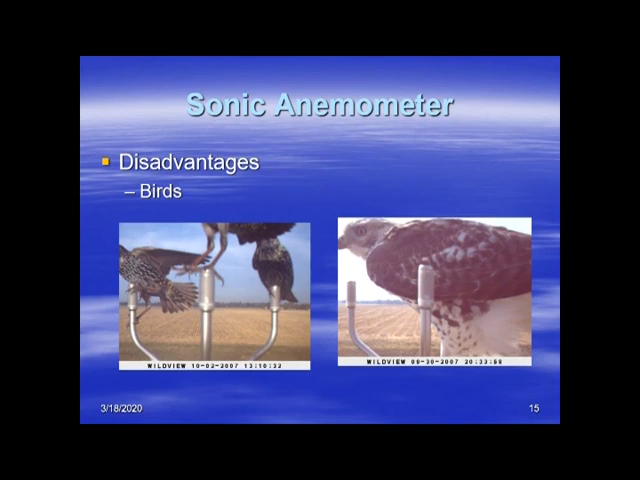 Sonic Anemometer
Disadvantages
– Birds
WILDVIEW 10-02-2007 13:10:32
WILDVIEW 09-30-2007 20:33:58
3/18/2020
15